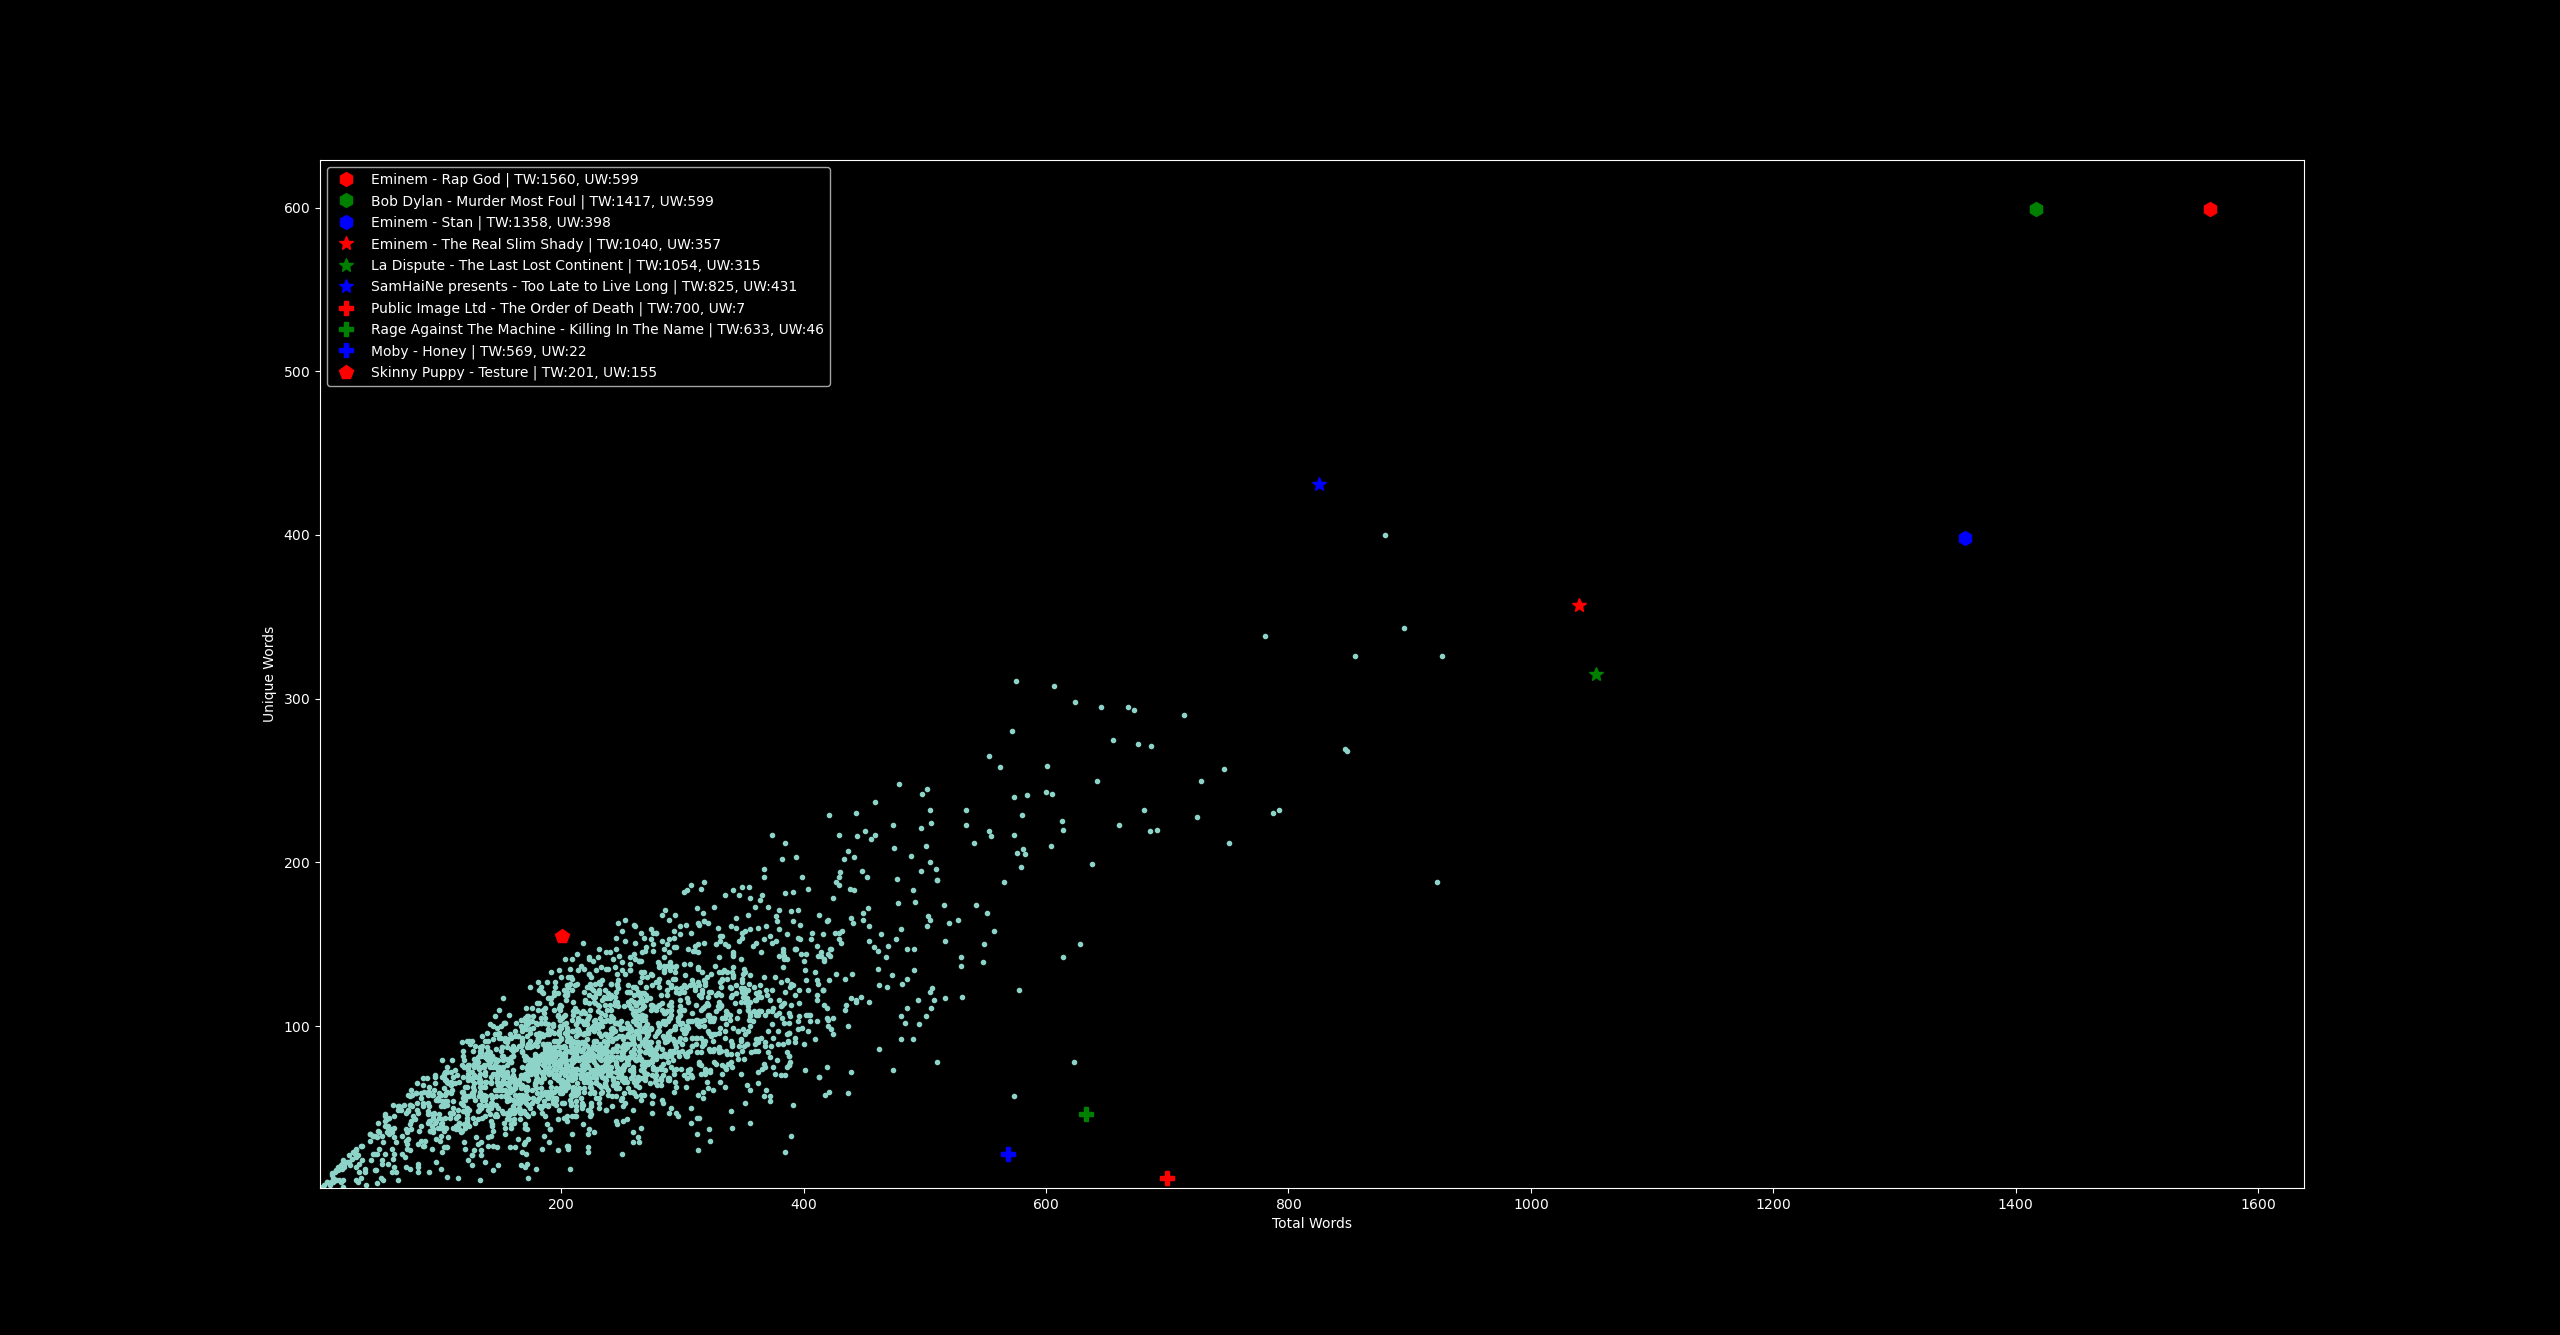 Eminem - Rap God | TW:1560, UW:599
Bob Dylan - Murder Most Foul | TW:1417, UW:599
Eminem - Stan | TW:1358, UW:398
Eminem - The Real Slim Shady | TW:1040, UW:357
La Dispute - The Last Lost Continent | TW:1054, UW:315
SamHaiNe presents - Too Late to Live Long | TW:825, UW:431
Public Image Ltd - The Order of Death | TW:700, UW:7
Rage Against The Machine - Killing In The Name | TW:633, UW:46
Moby - Honey | TW:569, UW:22
Skinny Puppy - Testure | TW:201, UW:155
600
500
400
300
200
100
Unique Words
200 400 600 800 1000 1200 1400 1600
Total Words